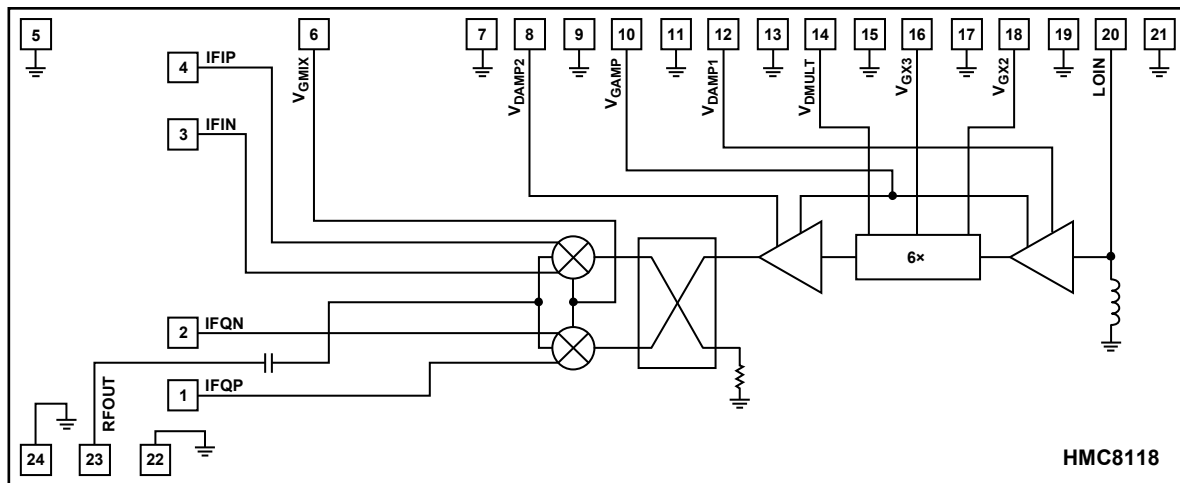 5
6
7
8
9
10
11
12
13
14
15
16
17
18
19
20
21
4
IFIP
3
IFIN
VGMIX
VDAMP2
VGAMP
VDAMP1
VDMULT
VGX3
VGX2
LOIN
6×
2
IFQN
1
IFQP
RFOUT
24
23
22
HMC8118